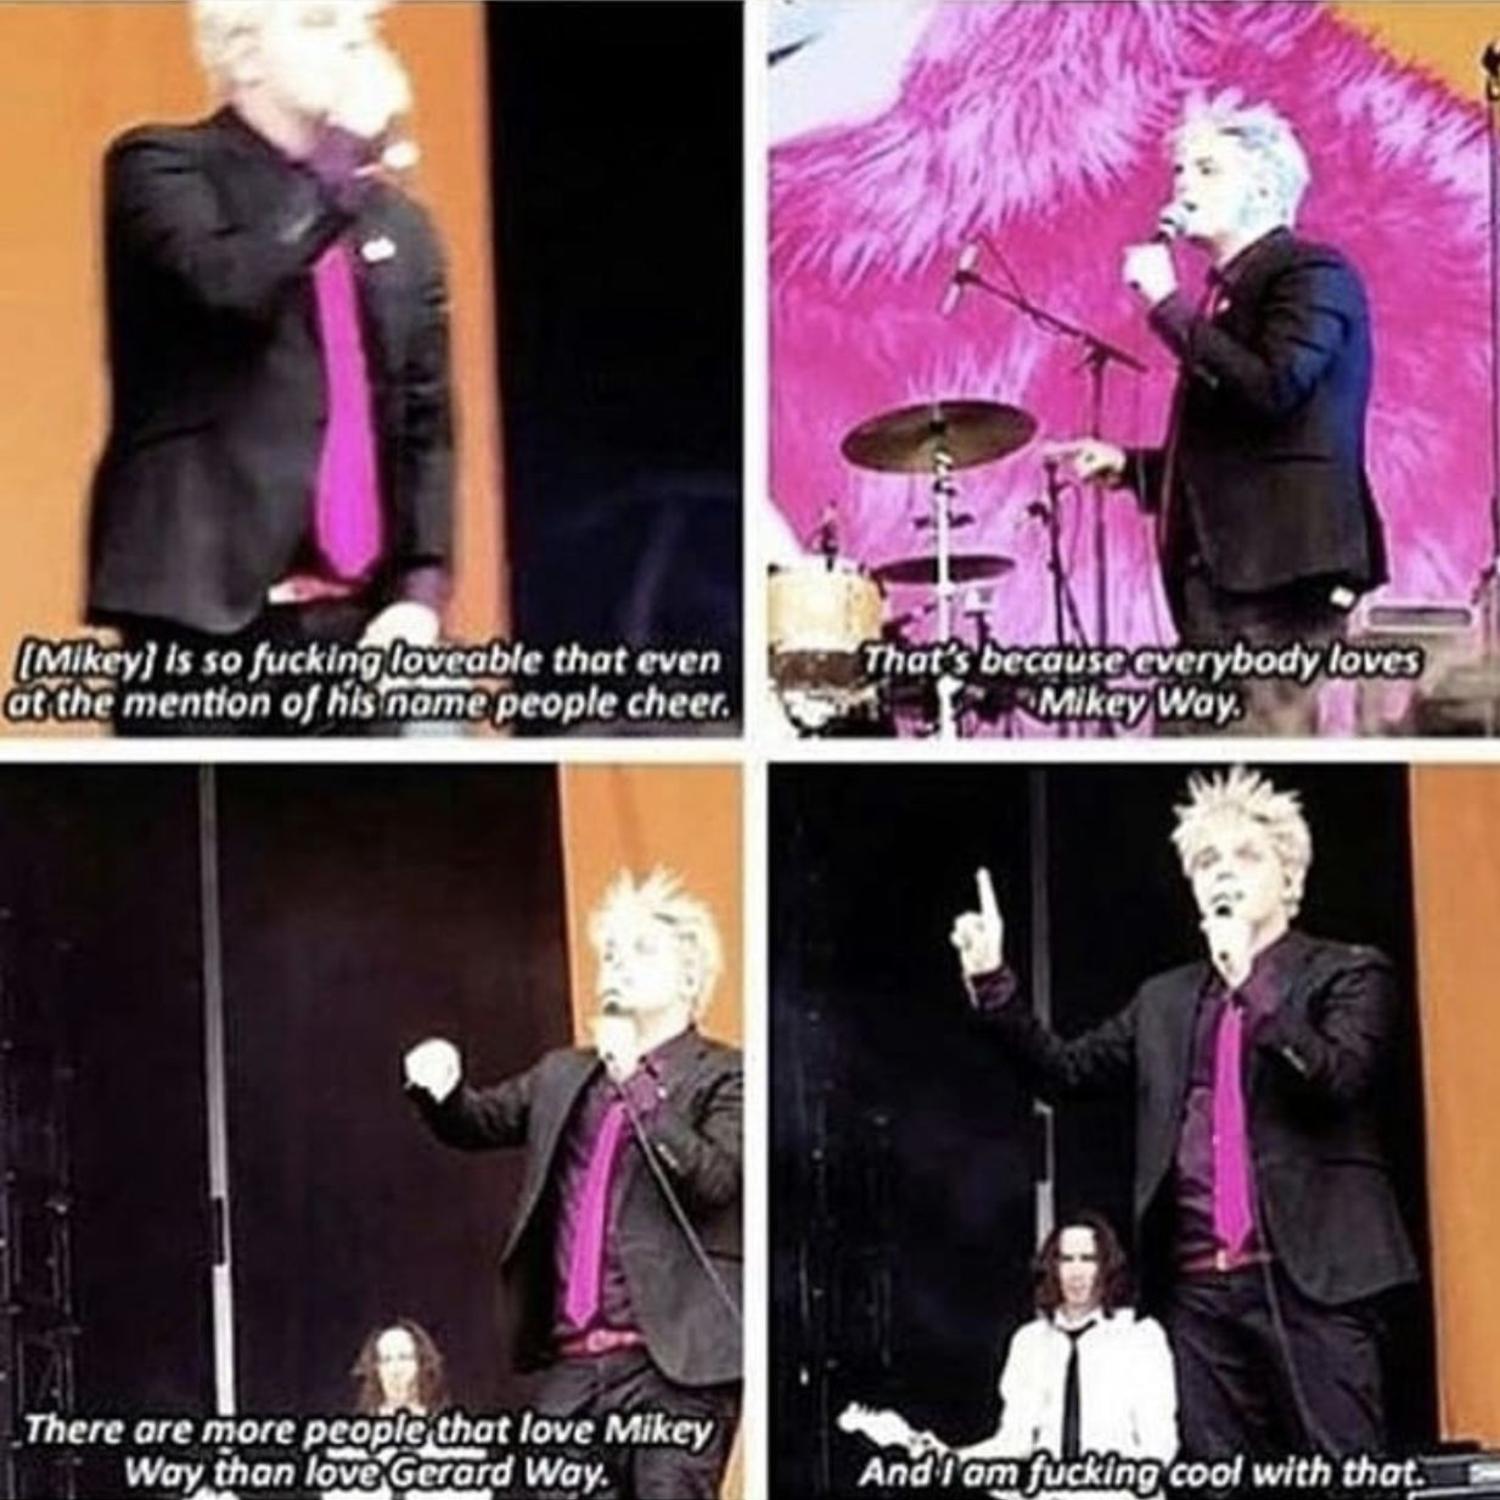 [Mikey] is so fucking loveable that even
at the mention of his name people cheer.
That's because everybody loves
Mikey Way.
There are more people that love Mikey
Way than love Gerard Way.
And I am fucking cool with that.